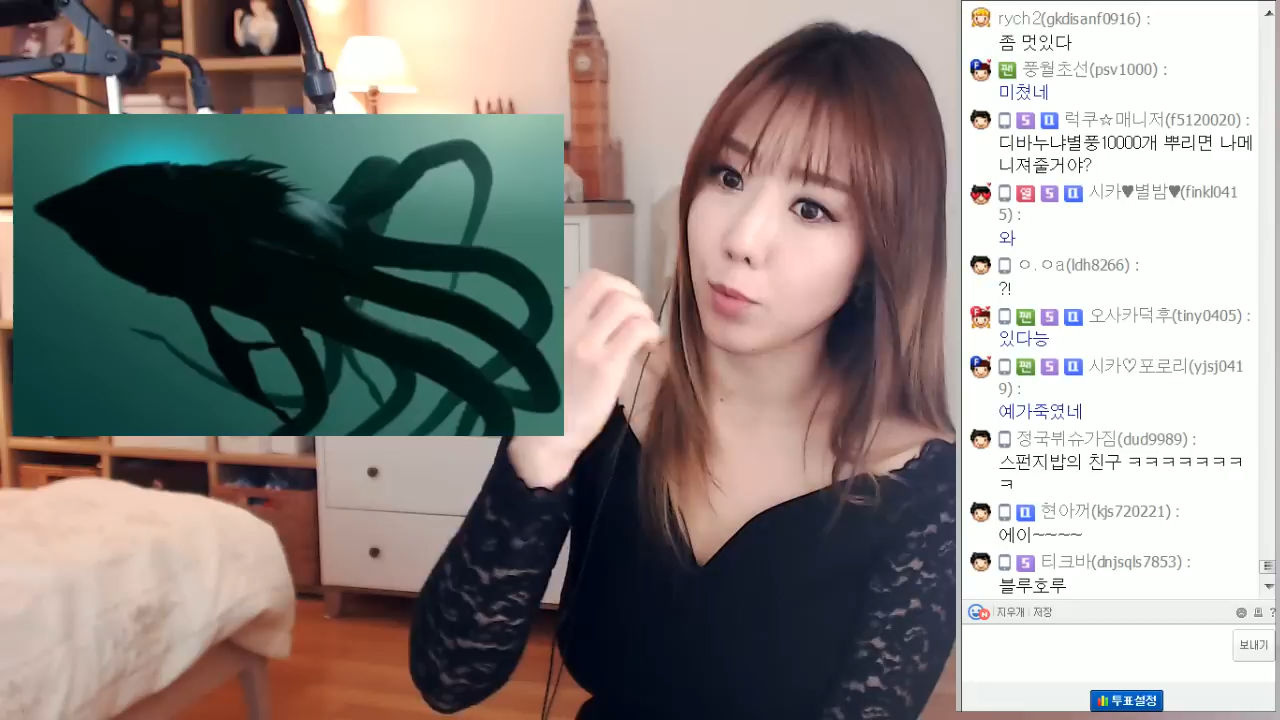 rych2(gkdisanf0916) :
좀 멋있다
팬 풍월초선(psv1000) :
미쳤네
S 럭쿠☆매니저(f5120020) :
디바누냐별풍10000개 뿌리면 나메
니져줄거야?
열 S 시카♥별밤♥(finkl041
5) :
와
ㅇ.ㅇa(ldh8266) :
?!
팬 S 오사카덕후(tiny0405) :
있다능
팬 S 시카♡포로리(yjsj041
9) :
예가죽였네
정국뷔슈가짐(dud9989) :
스펀지밥의 친구 ㅋㅋㅋㅋㅋㅋㅋ
ㅋ
현아꺼(kjs720221) :
에이~~~~
S 티크바(dnjsqls7853) :
블루호루
지우개 | 저장
보내기
투표설정